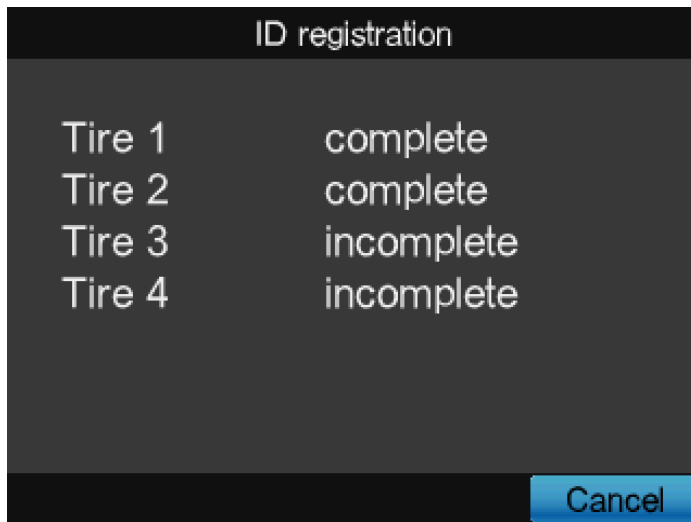 ID registration
Tire 1 complete
Tire 2 complete
Tire 3 incomplete
Tire 4 incomplete
Cancel